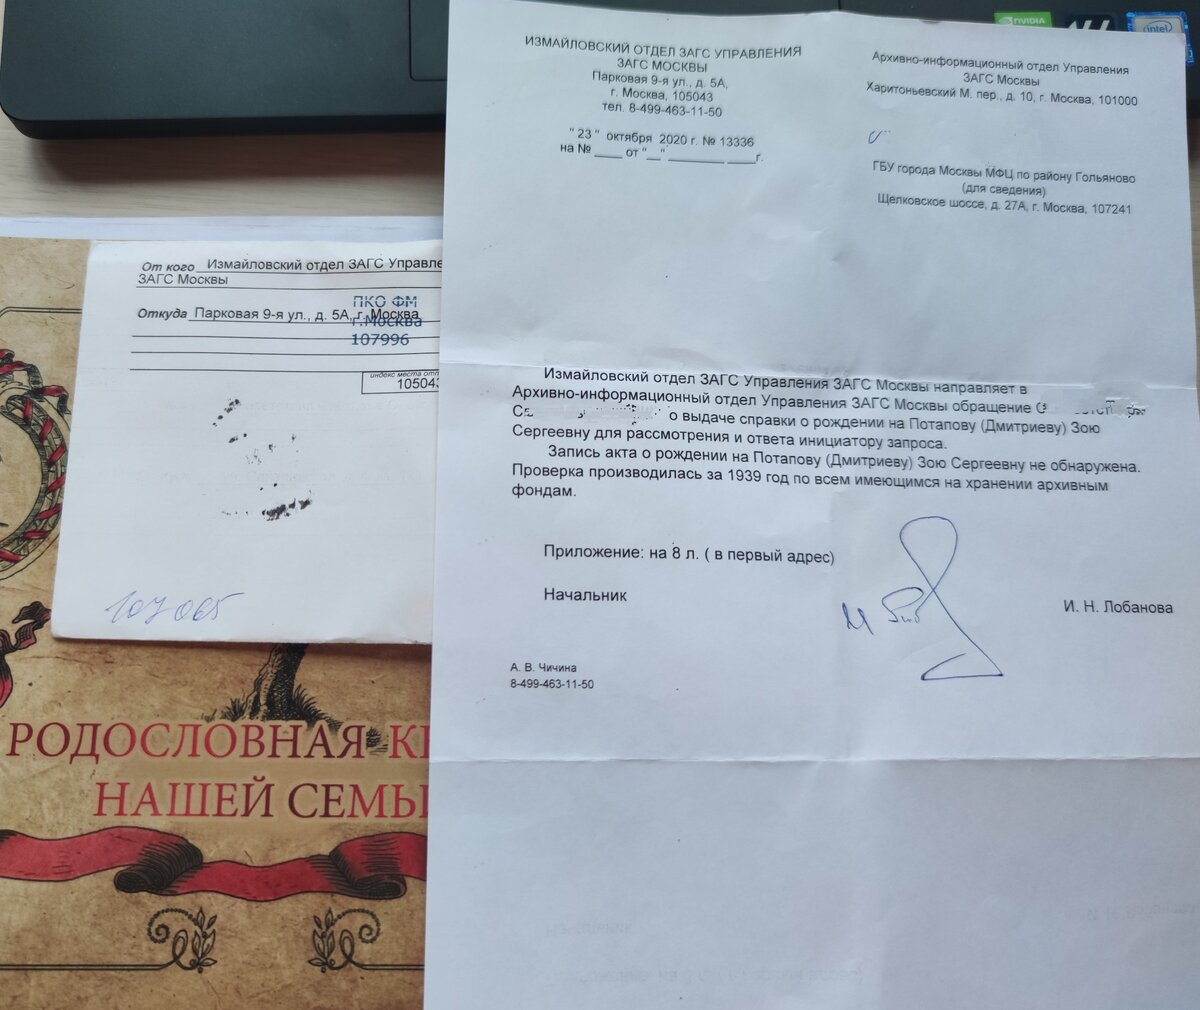 NVIDIA
intel
ИЗМАЙЛОВСКИЙ ОТДЕЛ ЗАГС УПРАВЛЕНИЯ
ЗАГС МОСКВЫ
Парковая 9-я ул., д. 5А,
г. Москва, 105043
тел. 8-499-463-11-50
" 23 " октября 2020 г. № 13336
на № ____ от "__" ________ ____г.
Архивно-информационный отдел Управления
ЗАГС Москвы
Харитоньевский М. пер., д. 10, г. Москва, 101000
ГБУ города Москвы МФЦ по району Гольяново
(для сведения)
Щелковское шоссе, д. 27А, г. Москва, 107241
Измайловский отдел ЗАГС Управления ЗАГС Москвы направляет в
Архивно-информационный отдел Управления ЗАГС Москвы обращение
о выдаче справки о рождении на Потапову (Дмитриеву) Зою
Сергеевну для рассмотрения и ответа инициатору запроса.
Запись акта о рождении на Потапову (Дмитриеву) Зою Сергеевну не обнаружена.
Проверка производилась за 1939 год по всем имеющимся на хранении архивным
фондам.
Приложение: на 8 л. ( в первый адрес)
Начальник
И. Н. Лобанова
А. В. Чичина
8-499-463-11-50
От кого Измайловский отдел ЗАГС Управле
ЗАГС Москвы
Откуда Парковая 9-я ул., д. 5А, г. Москва
ПКО ФМ
г.Москва
107996
индекс места отп
105043
107065
РОДОСЛОВНАЯ КН
НАШЕЙ СЕМЬИ